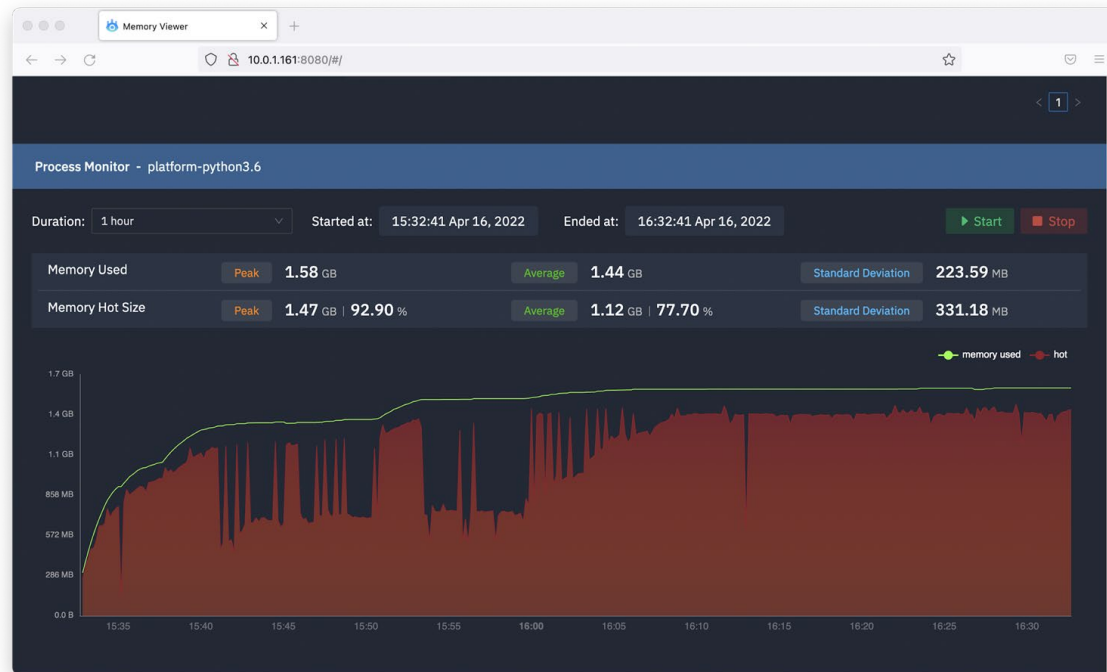 Memory Viewer
10.0.1.161:8080/#/
1
Process Monitor - platform-python3.6
Duration: 1 hour Started at: 15:32:41 Apr 16, 2022 Ended at: 16:32:41 Apr 16, 2022 Start Stop
Memory Used Peak 1.58 GB Average 1.44 GB Standard Deviation 223.59 MB
Memory Hot Size Peak 1.47 GB | 92.90 % Average 1.12 GB | 77.70 % Standard Deviation 331.18 MB
memory used hot
1.7 GB
1.4 GB
1.1 GB
858 MB
572 MB
286 MB
0.0 B
15:35 15:40 15:45 15:50 15:55 16:00 16:05 16:10 16:15 16:20 16:25 16:30